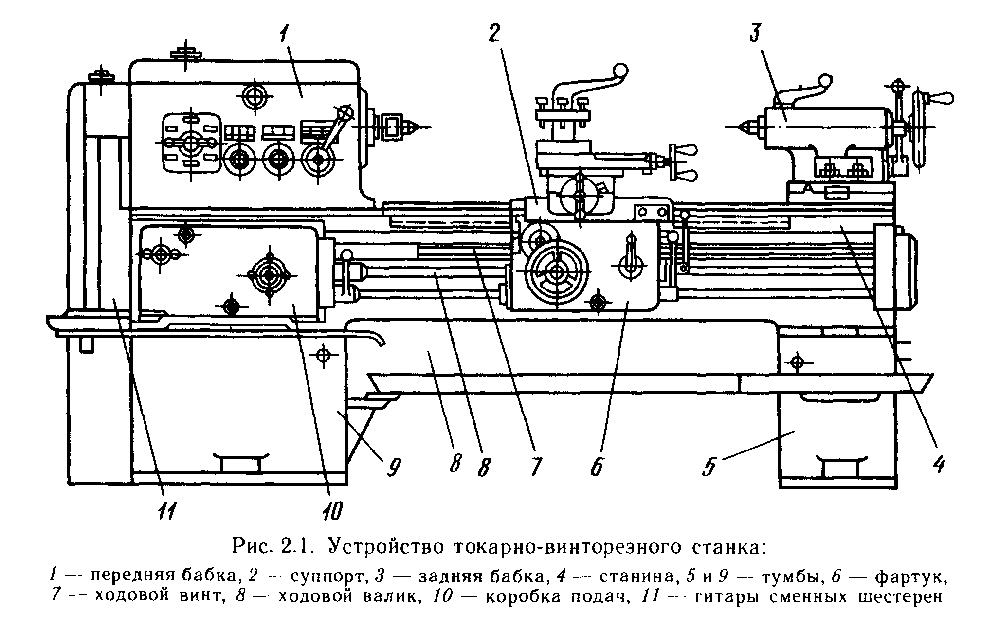 1 2 3
8 8 7 6 5 4
9
11 10
Рис. 2.1. Устройство токарно-винторезного станка:
1 — передняя бабка, 2 — суппорт, 3 — задняя бабка, 4 — станина, 5 и 9 — тумбы, 6 — фартук,
7 — ходовой винт, 8 — ходовой валик, 10 — коробка подач, 11 — гитары сменных шестерен